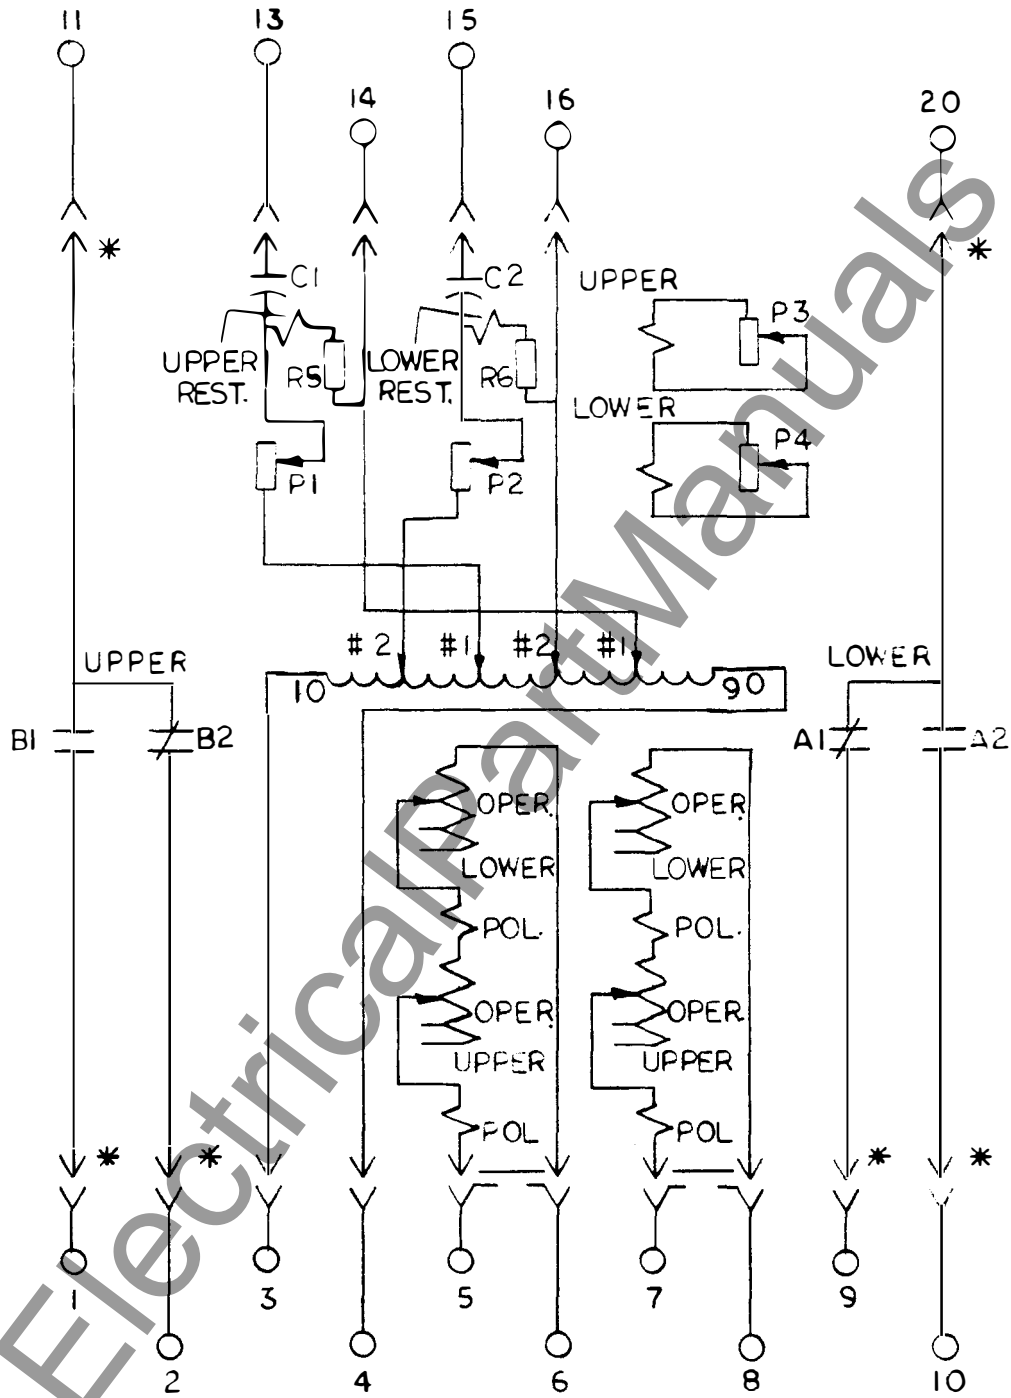 11
13
15
14
16
20
*
*
C1
C2
UPPER
P3
UPPER
REST.
R5
LOWER
REST.
R6
LOWER
P4
P1
P2
#2
#1
#2
#1
UPPER
LOWER
10
90
B1
B2
A1
A2
OPER.
OPER.
LOWER
LOWER
POL.
POL.
OPER.
OPER.
UPPER
UPPER
POL
POL
*
*
*
*
1
3
5
7
9
2
4
6
8
10
ElectricalPartManuals